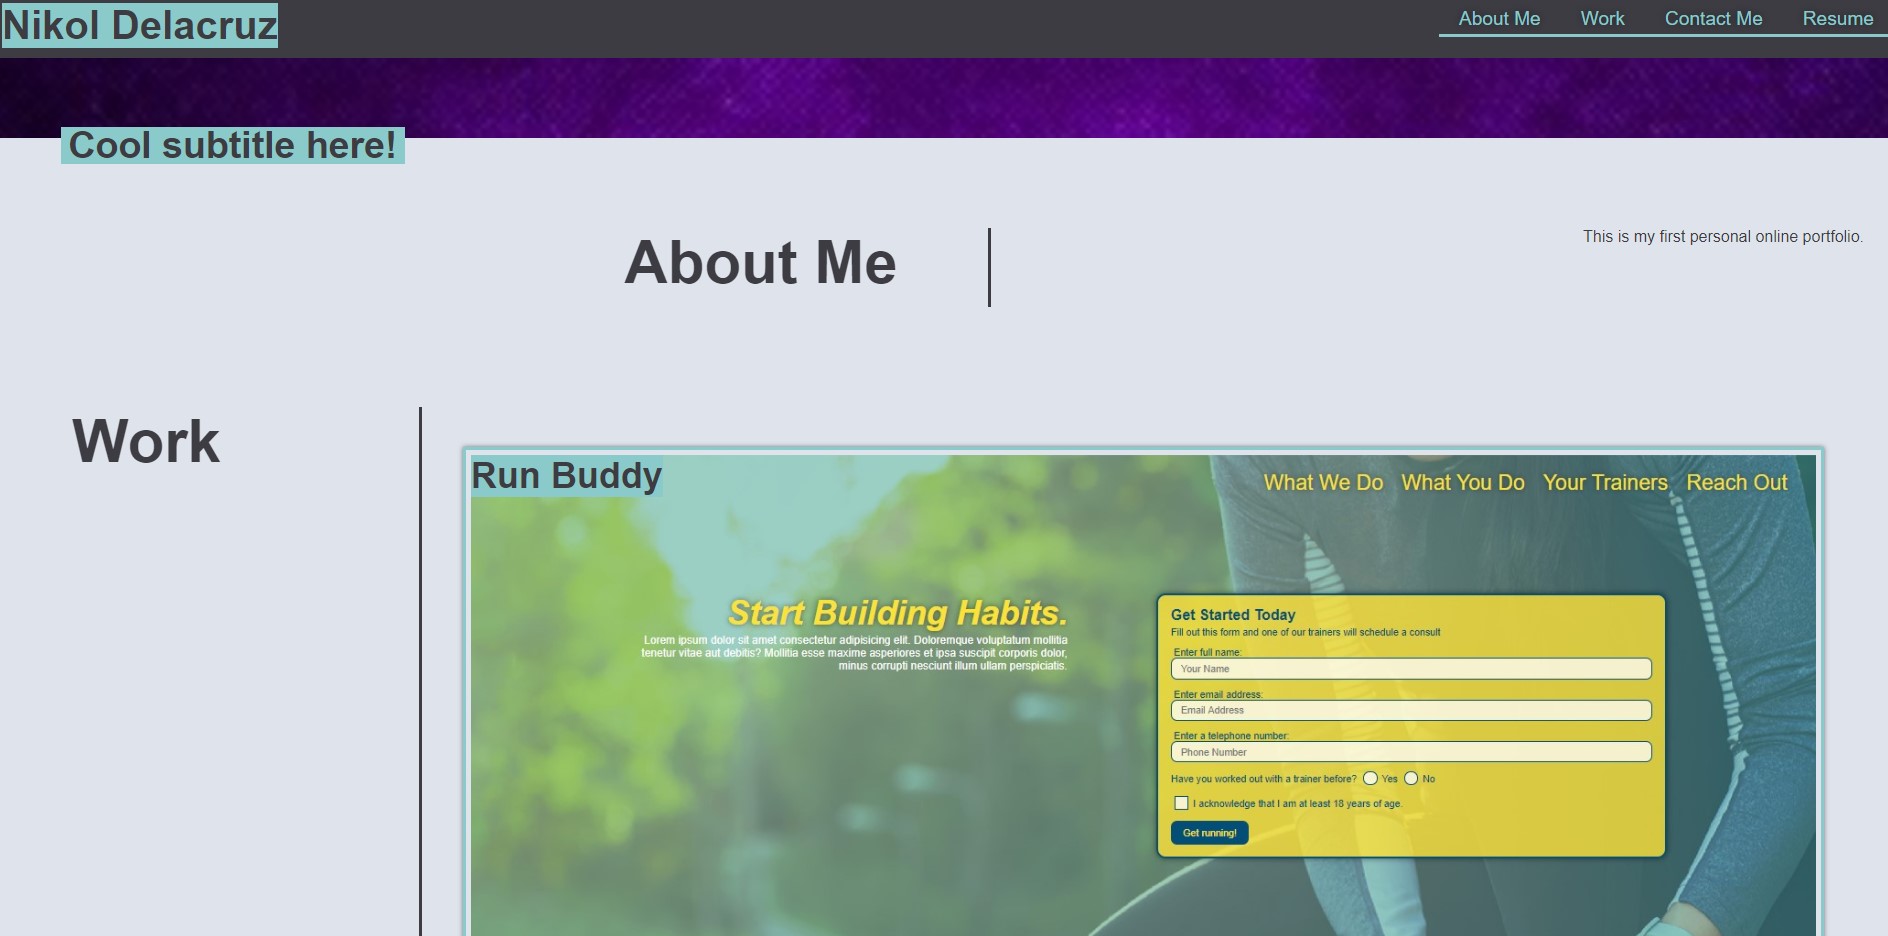 Nikol Delacruz
About Me Work Contact Me Resume
Cool subtitle here!
About Me
This is my first personal online portfolio.
Work
Run Buddy
What We Do What You Do Your Trainers Reach Out
Start Building Habits.
Lorem ipsum dolor sit amet consectetur adipisicing elit. Doloremque voluptatum mollitia
tenetur vitae aut debitis? Mollitia esse maxime asperiores et ipsa suscipit corporis dolor,
minus corrupti nesciunt illum ullam perspiciatis.
Get Started Today
Fill out this form and one of our trainers will schedule a consult
Enter full name:
Your Name
Enter email address:
Email Address
Enter a telephone number:
Phone Number
Have you worked out with a trainer before? Yes No
I acknowledge that I am at least 18 years of age.
Get running!